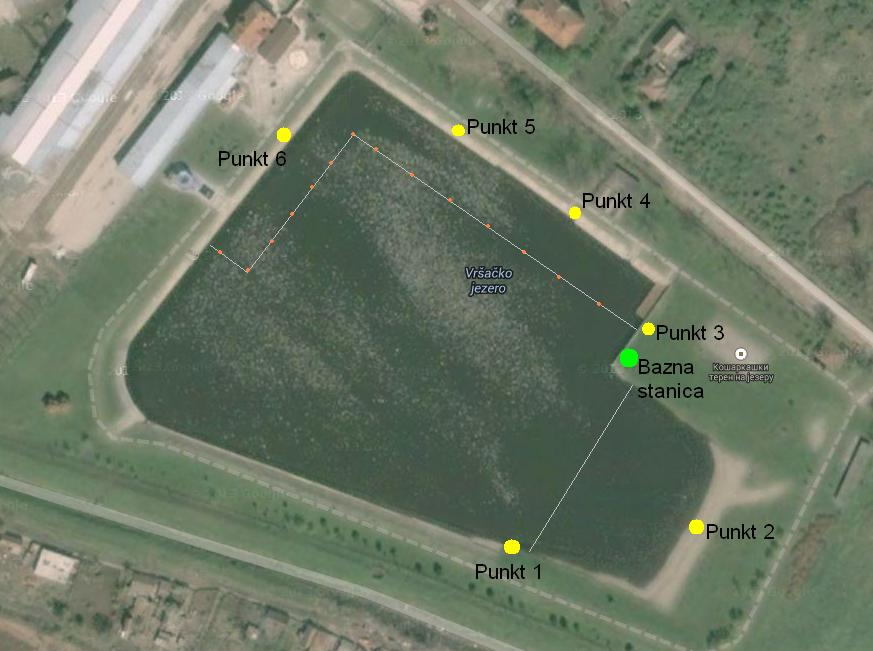 Punkt 5
Punkt 6
Punkt 4
Vršačko
jezero
Punkt 3
Bazna
stanica
Кошаркашки
терен на језеру
Punkt 2
Punkt 1